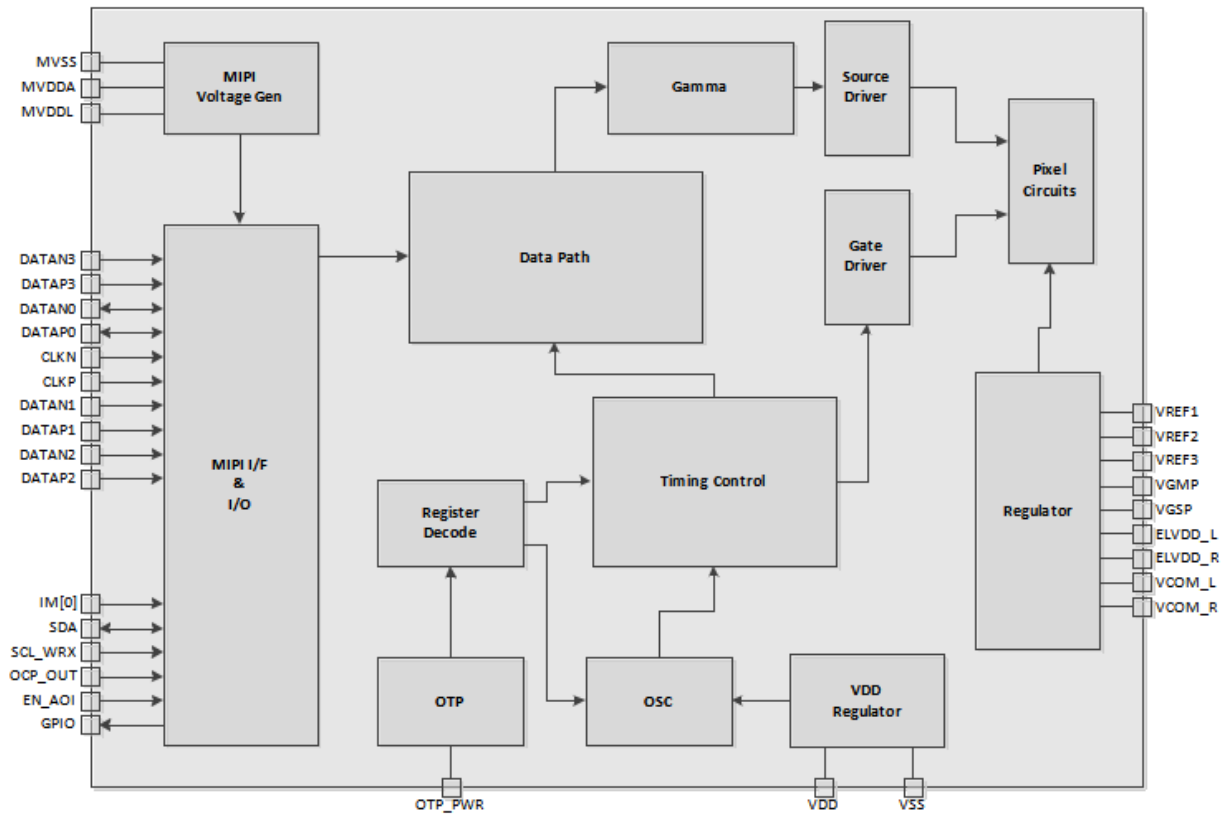 MVSS
MVDDA
MVDDL
MIPI
Voltage Gen
Gamma
Source
Driver
Pixel
Circuits
Data Path
Gate
Driver
DATAN3
DATAP3
DATAN0
DATAP0
CLKN
CLKP
DATAN1
DATAP1
DATAN2
DATAP2
MIPI I/F
&
I/O
IM[0]
SDA
SCL_WRX
OCP_OUT
EN_AOI
GPIO
Register
Decode
Timing Control
Regulator
VREF1
VREF2
VREF3
VGMP
VGSP
ELVDD_L
ELVDD_R
VCOM_L
VCOM_R
OTP
OSC
VDD
Regulator
OTP_PWR
VDD
VSS